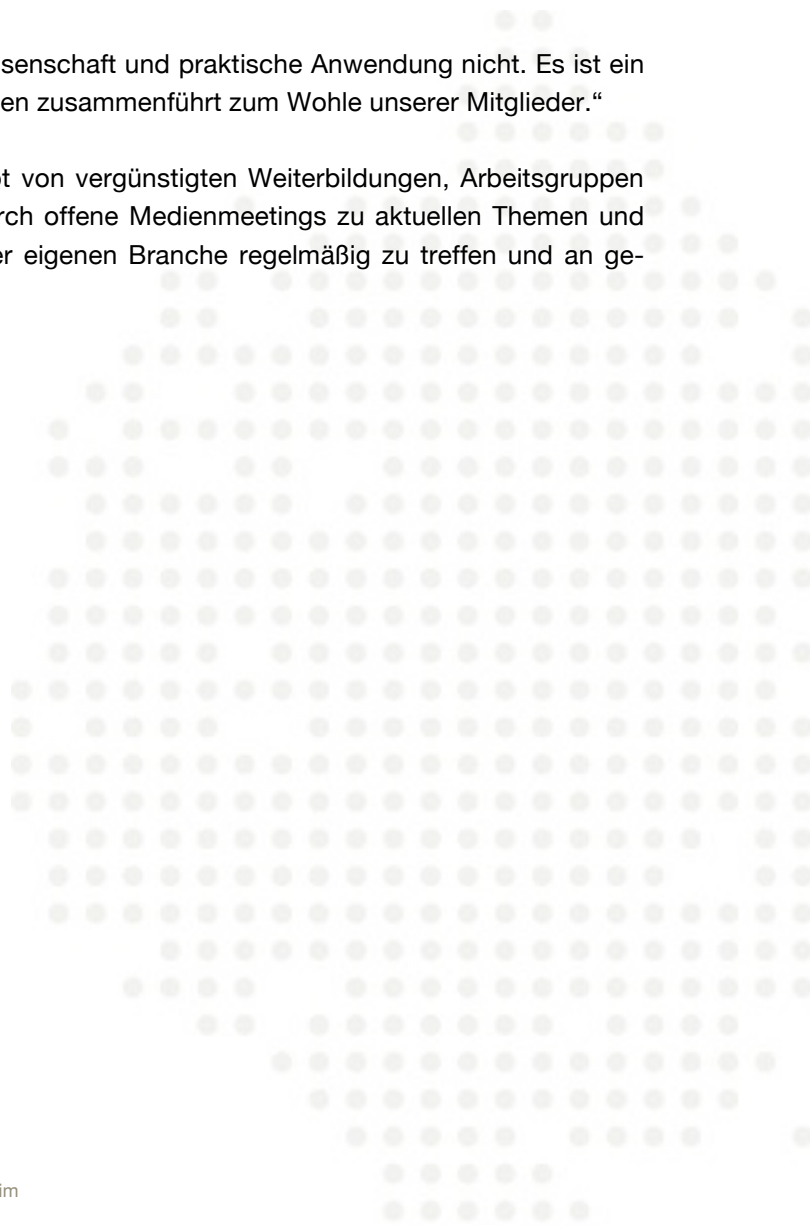 senschaft und praktische Anwendung nicht. Es ist ein
en zusammenführt zum Wohle unserer Mitglieder.“
t von vergünstigten Weiterbildungen, Arbeitsgruppen
rch offene Medienmeetings zu aktuellen Themen und
er eigenen Branche regelmäßig zu treffen und an ge-
im